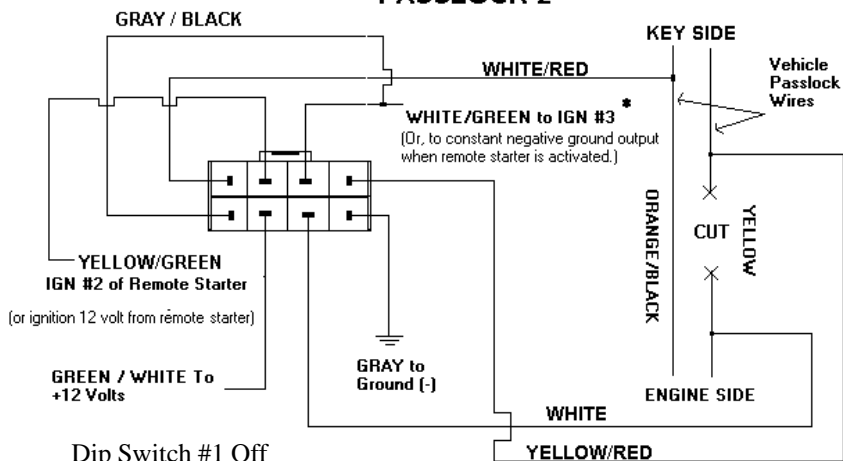 PASSLOCK 2
GRAY / BLACK
KEY SIDE
WHITE/RED
Vehicle
Passlock
Wires
WHITE/GREEN to IGN #3 *
(Or, to constant negative ground output
when remote starter is activated.)
ORANGE/BLACK
CUT
YELLOW
YELLOW/GREEN
IGN #2 of Remote Starter
(or ignition 12 volt from remote starter)
GRAY to
Ground (-)
GREEN / WHITE To
+12 Volts
ENGINE SIDE
WHITE
Dip Switch #1 Off
YELLOW/RED